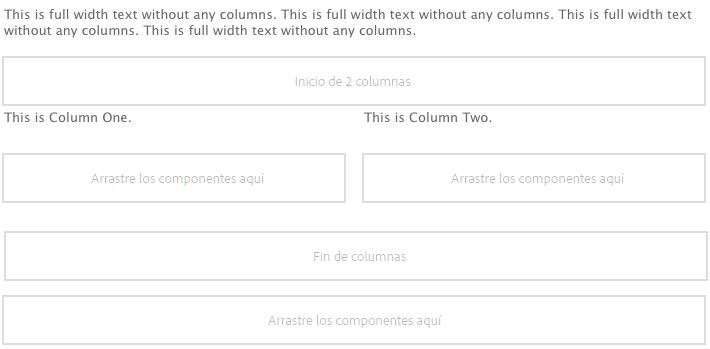 This is full width text without any columns. This is full width text without any columns. This is full width text
without any columns. This is full width text without any columns.
Inicio de 2 columnas
This is Column One.
This is Column Two.
Arrastre los componentes aquí
Arrastre los componentes aquí
Fin de columnas
Arrastre los componentes aquí